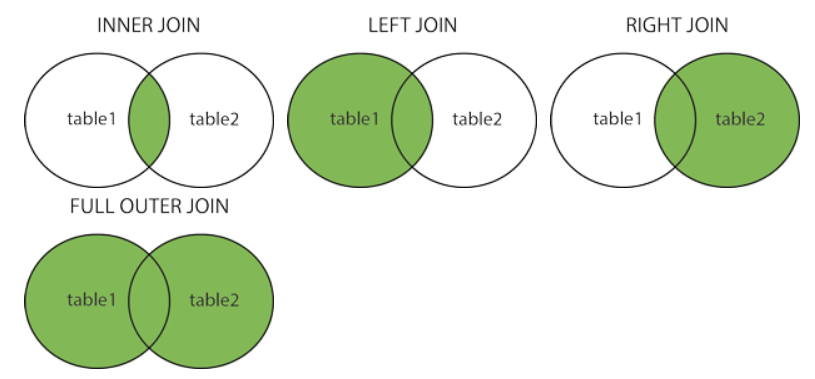 INNER JOIN
table1 table2
LEFT JOIN
table1 table2
RIGHT JOIN
table1 table2
FULL OUTER JOIN
table1 table2